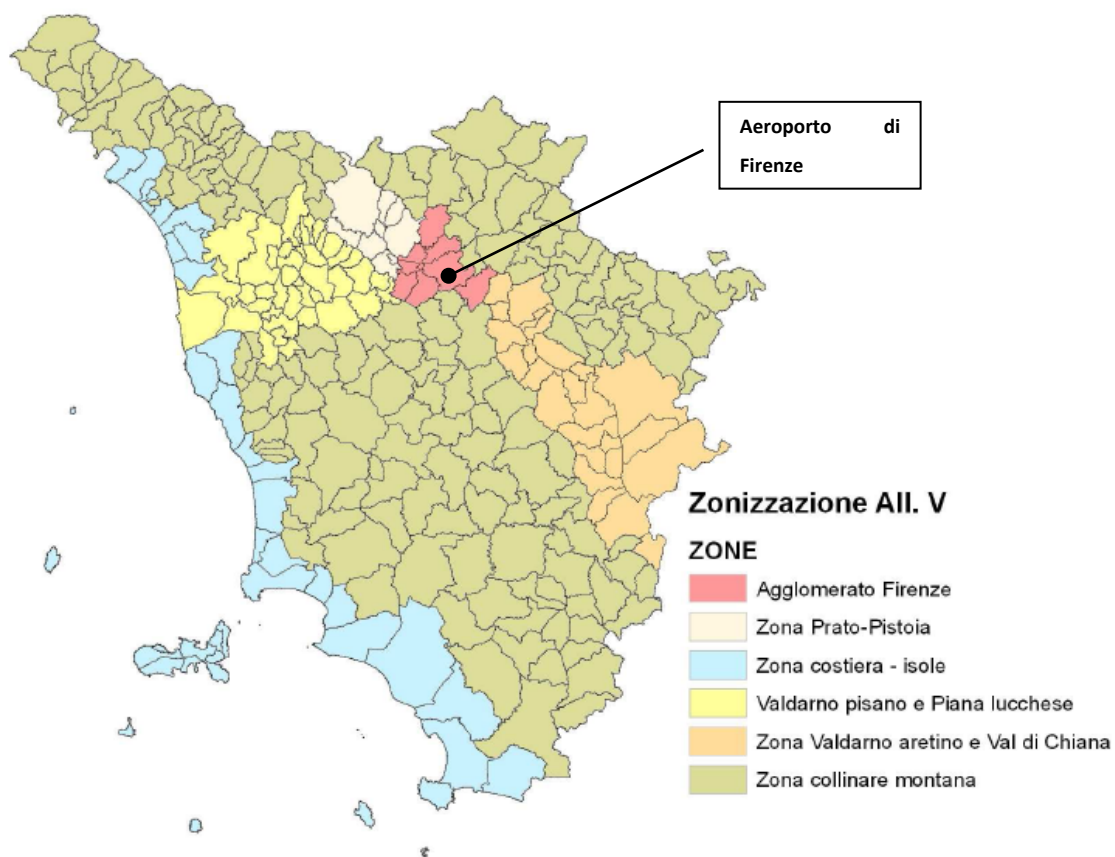 Aeroporto di
Firenze
Zonizzazione All. V
ZONE
Agglomerato Firenze
Zona Prato-Pistoia
Zona costiera - isole
Valdarno pisano e Piana lucchese
Zona Valdarno aretino e Val di Chiana
Zona collinare montana